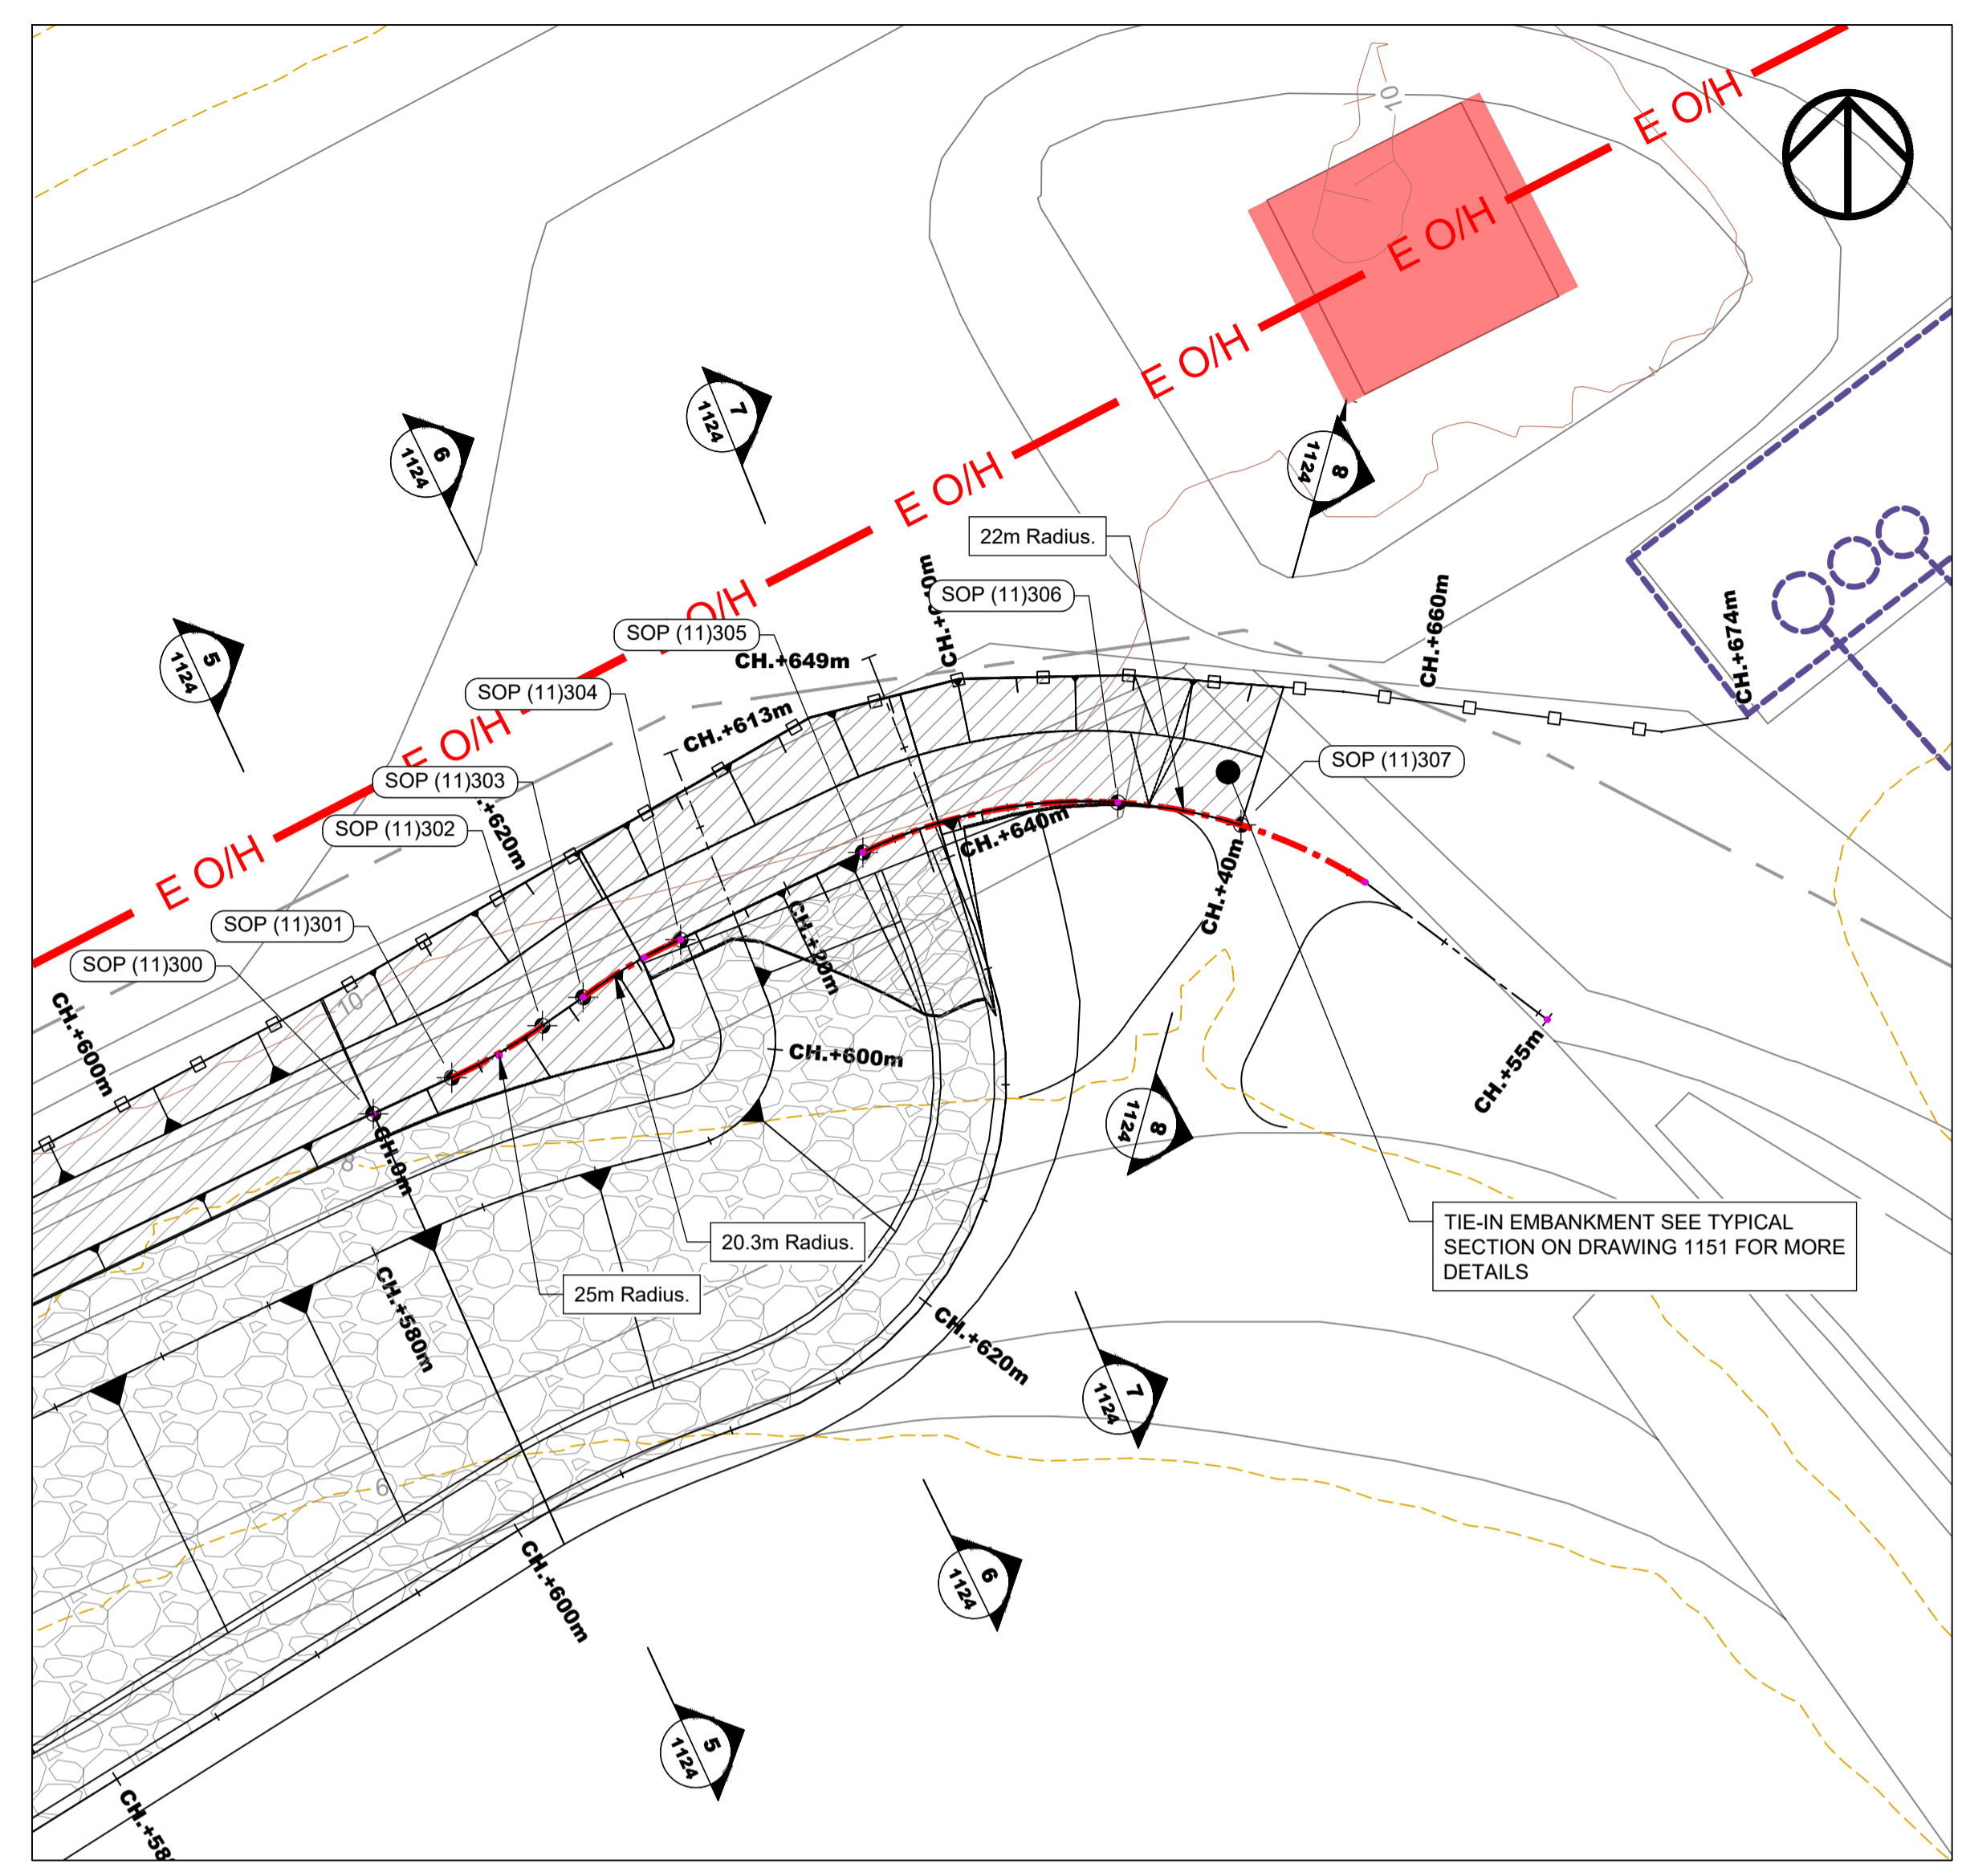 10
E O/H
E O/H
E O/H
E O/H
E O/H
O/H
E O/H
E O/H
7
1124
6
1124
8
1124
5
1124
22m Radius.
SOP (11)306
SOP (11)305
CH.+649m
CH.+660m
CH.+674m
SOP (11)304
CH.+613m
SOP (11)303
SOP (11)307
SOP (11)302
+620m
CH.+640m
SOP (11)301
CH.+40m
SOP (11)300
CH.+20m
10
CH.+600m
CH.+600m
CH.+55m
CH.0m
8
8
1124
20.3m Radius.
25m Radius.
TIE-IN EMBANKMENT SEE TYPICAL
SECTION ON DRAWING 1151 FOR MORE
DETAILS
CH.+580m
CH.+620m
7
1124
6
CH.+600m
6
1124
5
1124